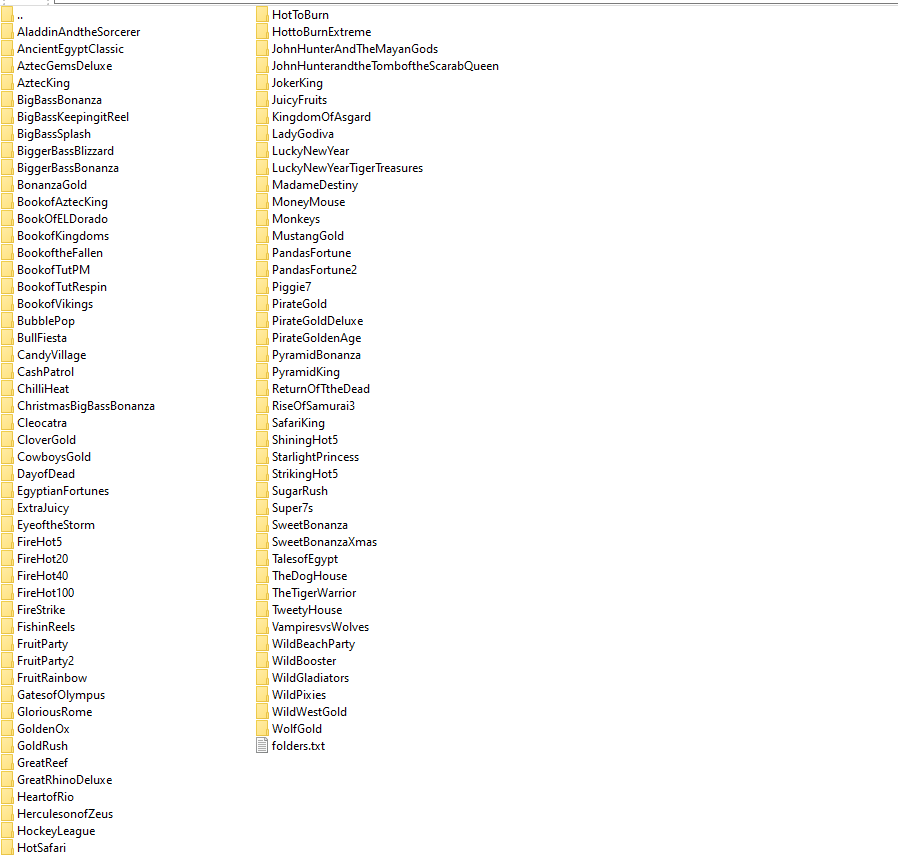 ..
AladdinAndtheSorcerer
AncientEgyptClassic
AztecGemsDeluxe
AztecKing
BigBassBonanza
BigBassKeepingitReel
BigBassSplash
BiggerBassBlizzard
BiggerBassBonanza
BonanzaGold
BookofAztecKing
BookOfELDorado
BookofKingdoms
BookoftheFallen
BookofTutPM
BookofTutRespin
BookofVikings
BubblePop
BullFiesta
CandyVillage
CashPatrol
ChilliHeat
ChristmasBigBassBonanza
Cleocatra
CloverGold
CowboysGold
DayofDead
EgyptianFortunes
ExtraJuicy
EyeoftheStorm
FireHot5
FireHot20
FireHot40
FireHot100
FireStrike
FishinReels
FruitParty
FruitParty2
FruitRainbow
GatesofOlympus
GloriousRome
GoldenOx
GoldRush
GreatReef
GreatRhinoDeluxe
HeartofRio
HerculesonofZeus
HockeyLeague
HotSafari
HotToBurn
HottoBurnExtreme
JohnHunterAndTheMayanGods
JohnHunterandtheTomboftheScarabQueen
JokerKing
JuicyFruits
KingdomOfAsgard
LadyGodiva
LuckyNewYear
LuckyNewYearTigerTreasures
MadameDestiny
MoneyMouse
Monkeys
MustangGold
PandasFortune
PandasFortune2
Piggie7
PirateGold
PirateGoldDeluxe
PirateGoldenAge
PyramidBonanza
PyramidKing
ReturnOfTtheDead
RiseOfSamurai3
SafariKing
ShiningHot5
StarlightPrincess
StrikingHot5
SugarRush
Super7s
SweetBonanza
SweetBonanzaXmas
TalesofEgypt
TheDogHouse
TheTigerWarrior
TweetyHouse
VampiresvsWolves
WildBeachParty
WildBooster
WildGladiators
WildPixies
WildWestGold
WolfGold
folders.txt